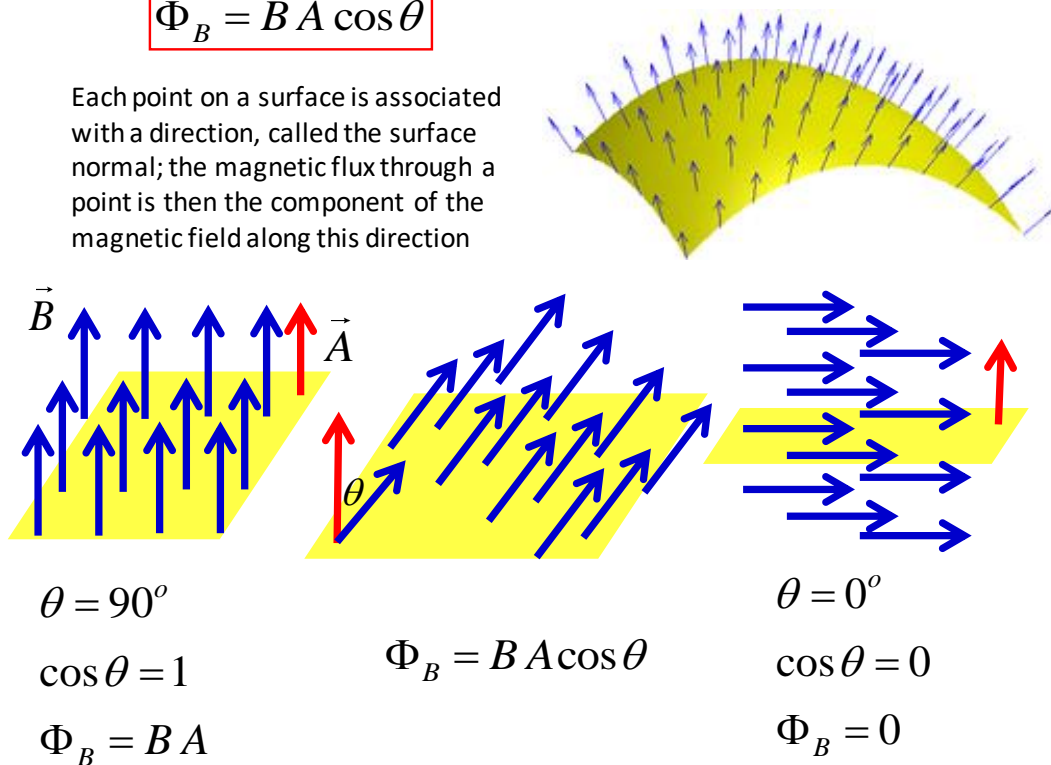 Φ_B = B A cos θ
Each point on a surface is associated
with a direction, called the surface
normal; the magnetic flux through a
point is then the component of the
magnetic field along this direction
B⃗
A⃗
θ
θ = 90°
cos θ = 1
Φ_B = B A
Φ_B = B A cos θ
θ = 0°
cos θ = 0
Φ_B = 0